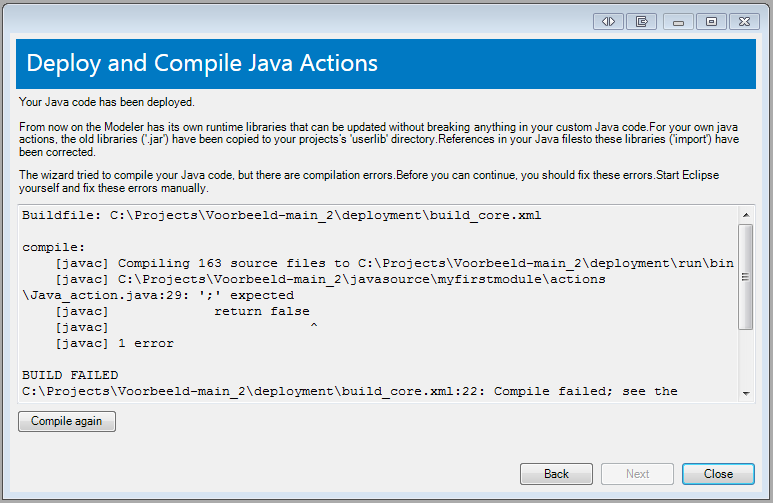 Deploy and Compile Java Actions
Your Java code has been deployed.
From now on the Modeler has its own runtime libraries that can be updated without breaking anything in your custom Java code.For your own java
actions, the old libraries ('.jar') have been copied to your projects's 'userlib' directory.References in your Java filesto these libraries ('import') have
been corrected.
The wizard tried to compile your Java code, but there are compilation errors.Before you can continue, you should fix these errors.Start Eclipse
yourself and fix these errors manually.
Buildfile: C:\Projects\Voorbeeld-main_2\deployment\build_core.xml
compile:
[javac] Compiling 163 source files to C:\Projects\Voorbeeld-main_2\deployment\run\bin
[javac] C:\Projects\Voorbeeld-main_2\javasource\myfirstmodule\actions
\Java_action.java:29: ';' expected
[javac] return false
[javac] ^
[javac] 1 error
BUILD FAILED
C:\Projects\Voorbeeld-main_2\deployment\build_core.xml:22: Compile failed; see the
Compile again
Back
Next
Close